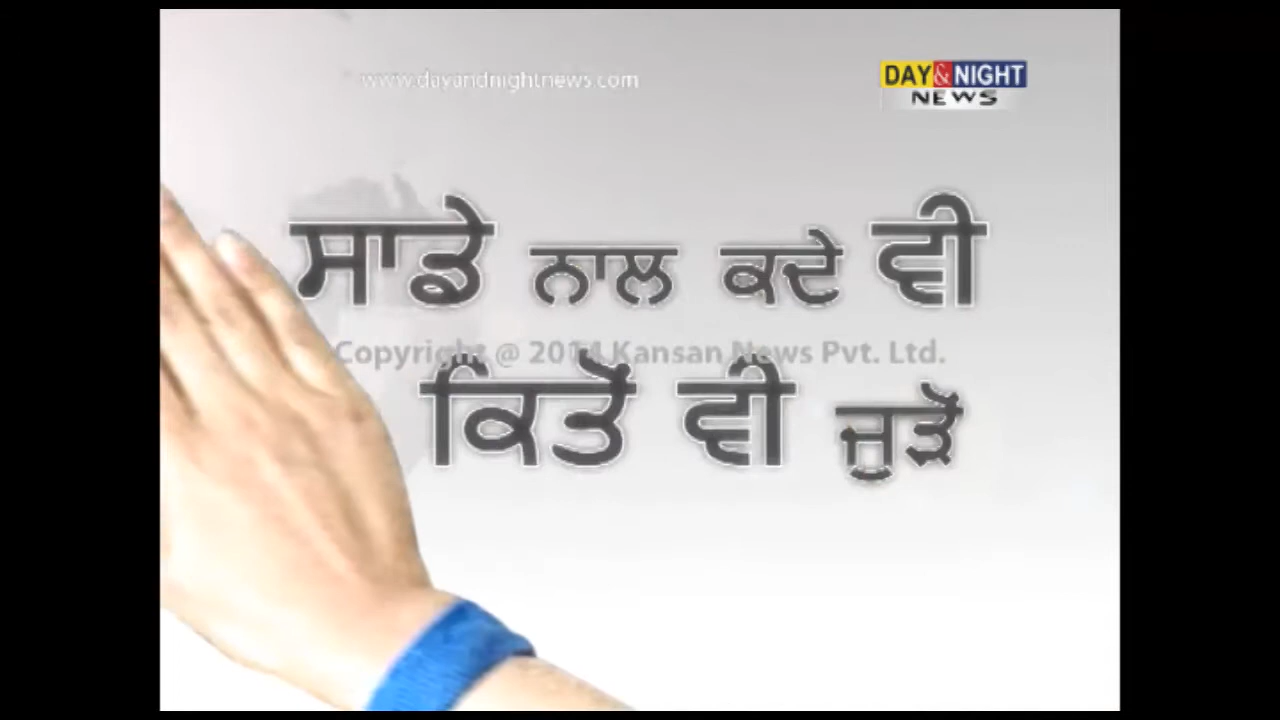 www.dayandnightnews.com
DAY&NIGHT
NEWS
ਸਾਡੇ ਨਾਲ ਕਦੇ ਵੀ
Copyright @ 2014 Kansan News Pvt. Ltd.
ਕਿਤੋਂ ਵੀ ਜੁੜੋਂ